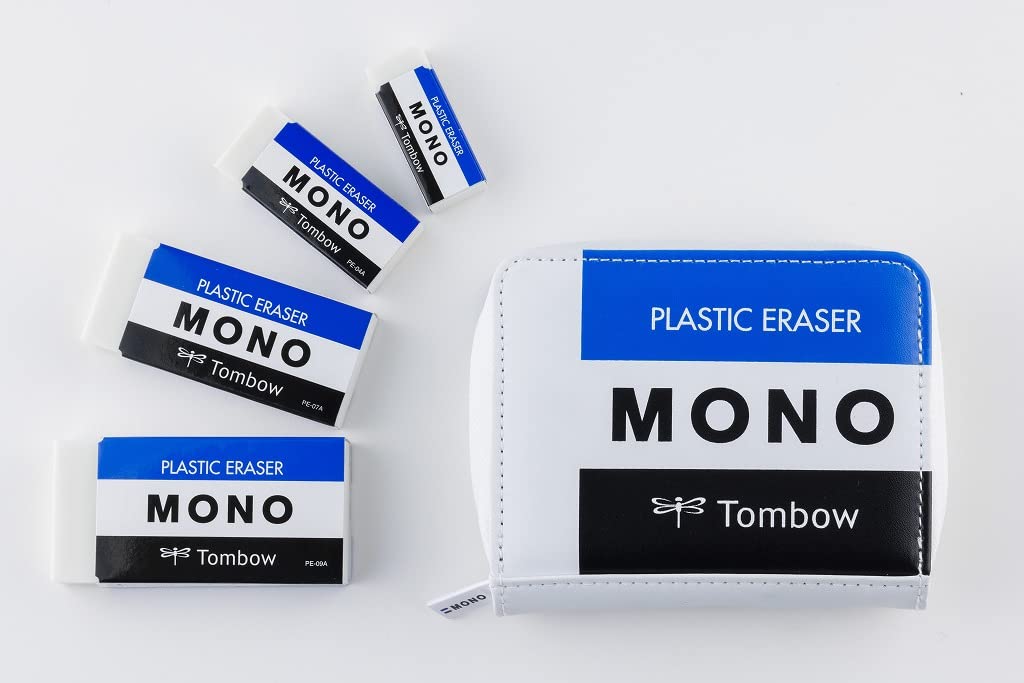 PLASTIC ERASER
MONO
Tombow
PLASTIC ERASER
MONO
Tombow
PE-04A
PLASTIC ERASER
MONO
Tombow
PE-07A
PLASTIC ERASER
MONO
Tombow
PE-09A
PLASTIC ERASER
MONO
Tombow
MONO